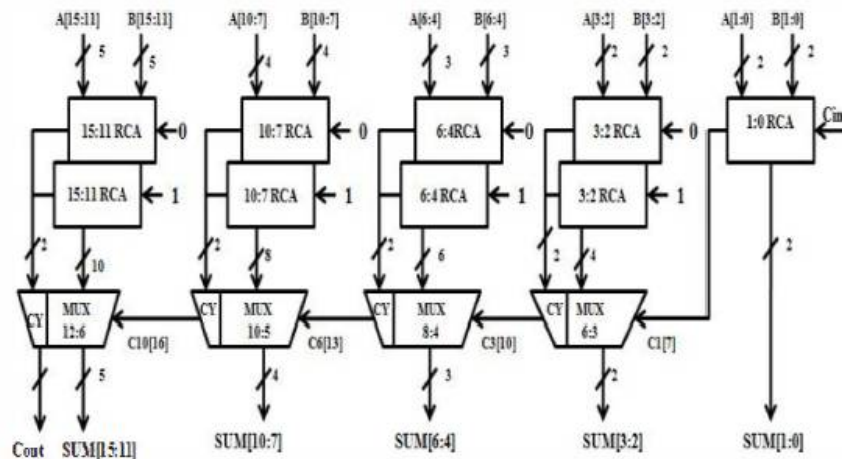 A[15:11] B[15:11] A[10:7] B[10:7] A[6:4] B[6:4] A[3:2] B[3:2] A[1:0] B[1:0]
5 5 4 4 3 3 2 2 2 2
15:11 RCA 0 10:7 RCA 0 6:4RCA 0 3:2 RCA 0 1:0 RCA Cin
15:11 RCA 1 10:7 RCA 1 6:4 RCA 1 3:2 RCA 1
2 10 2 8 2 6 2 4 2
CY MUX 12:6 CY MUX 10:5 CY MUX 8:4 CY MUX 6:3
C10[16] C6[13] C3[10] C1[7]
5 4 3 2
Cout SUM[15:11] SUM[10:7] SUM[6:4] SUM[3:2] SUM[1:0]